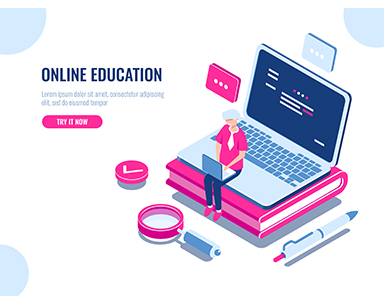 ONLINE EDUCATION
Lorem ipsum dolor sit amet, consectetur adipiscing
elit, sed do eiusmod tempor
TRY IT NOW